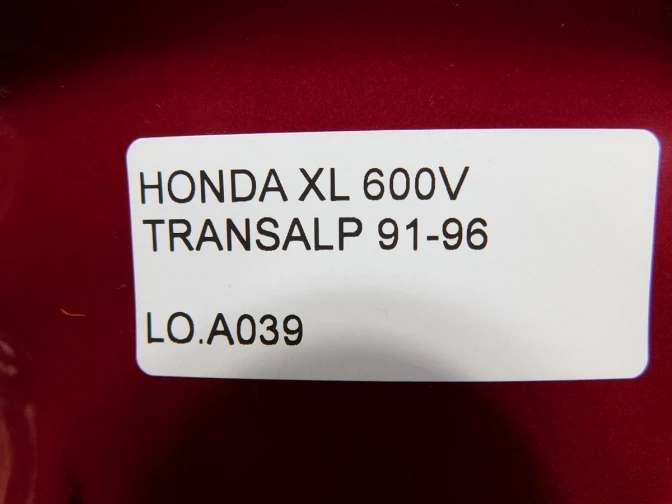 HONDA XL 600V
TRANSALP 91-96
LO.A039